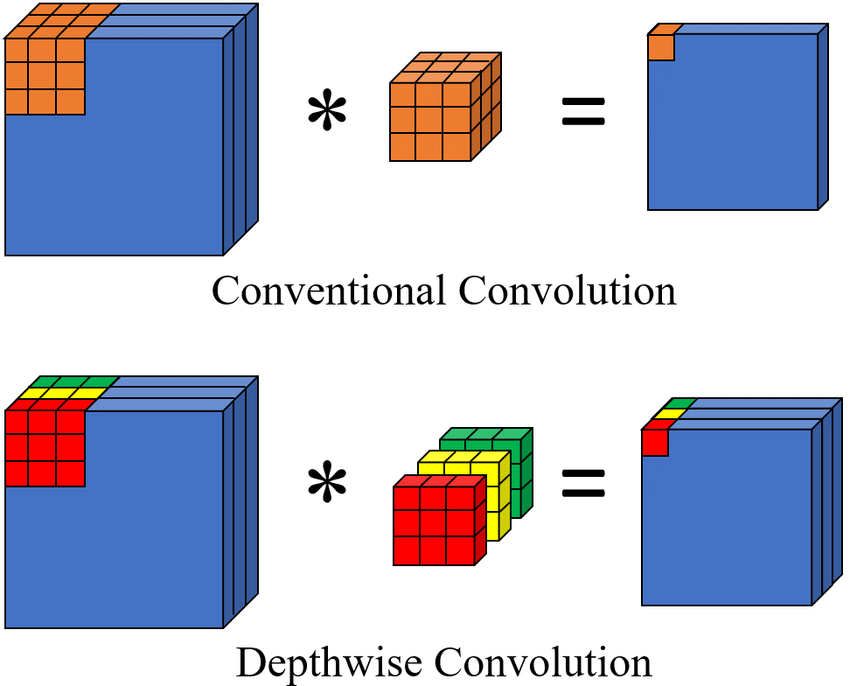 * =
Conventional Convolution
* =
Depthwise Convolution